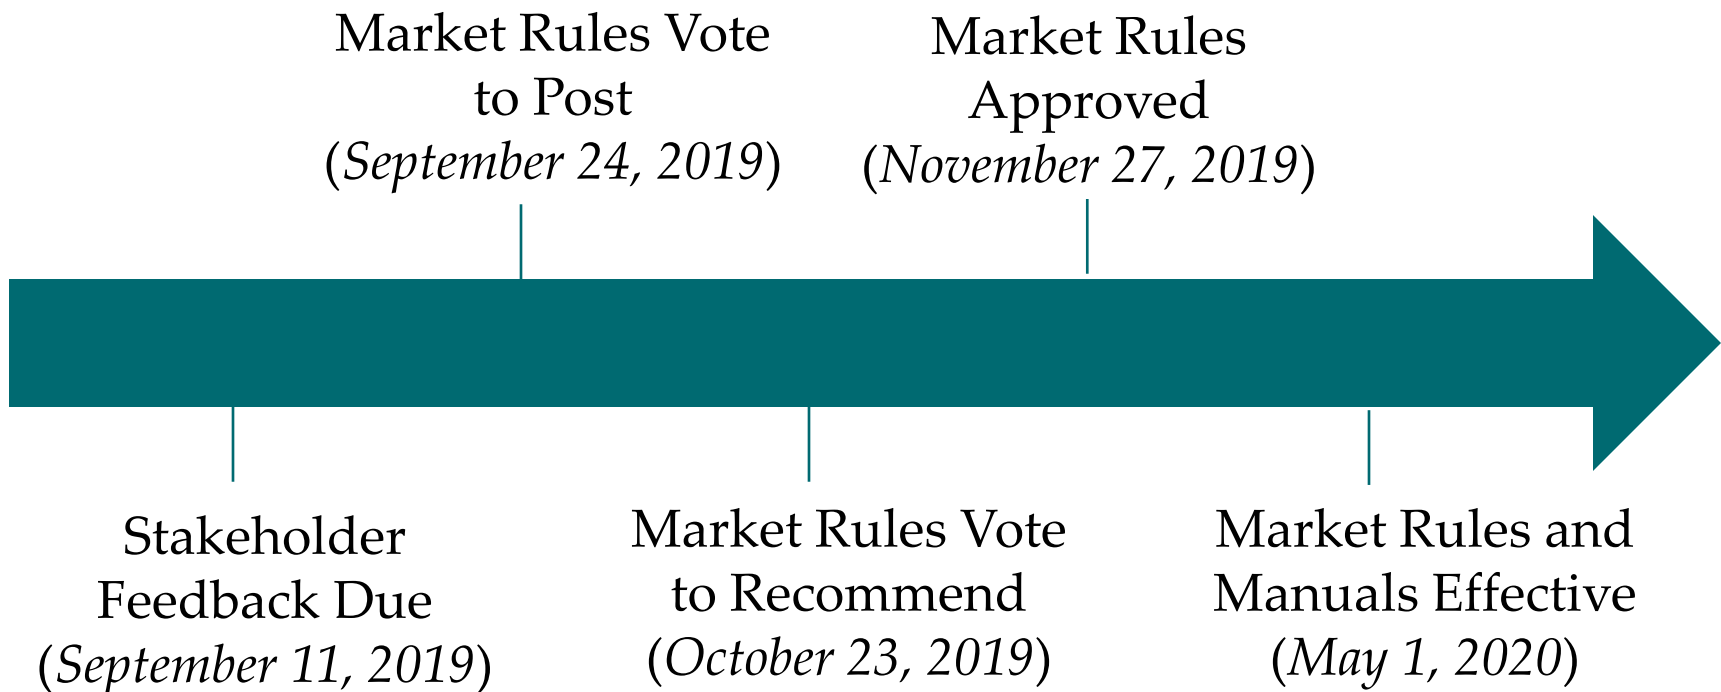 Market Rules Vote
to Post
(September 24, 2019)
Market Rules
Approved
(November 27, 2019)
Stakeholder
Feedback Due
(September 11, 2019)
Market Rules Vote
to Recommend
(October 23, 2019)
Market Rules and
Manuals Effective
(May 1, 2020)